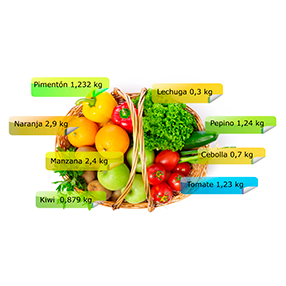 Pimentón 1,232 kg
Lechuga 0,3 kg
Naranja 2,9 kg
Pepino 1,24 kg
Manzana 2,4 kg
Cebolla 0,7 kg
Kiwi 0,879 kg
Tomate 1,23 kg